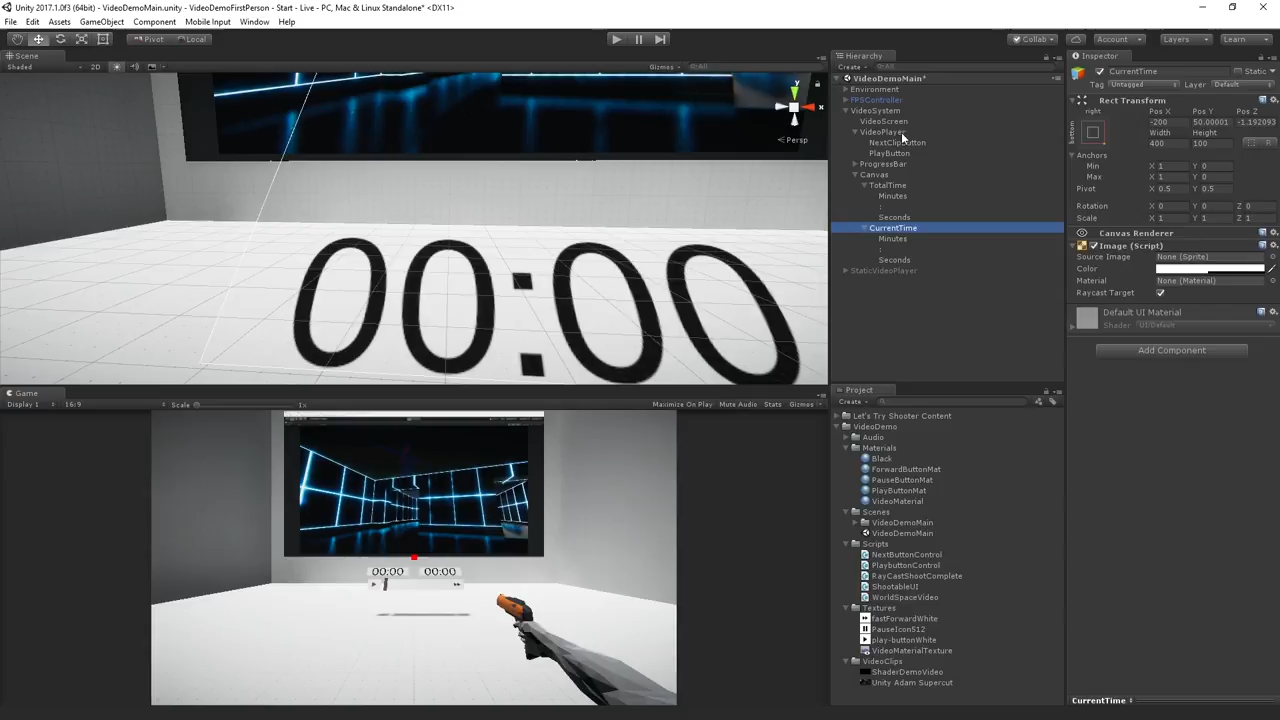 Unity 2017.1.0f3 (64bit) - VideoDemoMain.unity - VideoDemoFirstPerson - Start - Live - PC, Mac & Linux Standalone* <DX11>
File Edit Assets GameObject Component Mobile Input Window Help
Pivot Local Collab Account Layers Learn
Scene
Shaded 2D Gizmos All
y
x
Persp
00:00
Game
Display 1 16:9 Scale 1x Maximize On Play Mute Audio Stats Gizmos
00:00 00:00
Hierarchy
Create All
VideoDemoMain*
Environment
FPSController
VideoSystem
VideoScreen
VideoPlayer
NextClipButton
PlayButton
ProgressBar
Canvas
TotalTime
Minutes
:
Seconds
CurrentTime
Minutes
:
Seconds
StaticVideoPlayer
Project
Create
Let's Try Shooter Content
VideoDemo
Audio
Materials
Black
ForwardButtonMat
PauseButtonMat
PlayButtonMat
VideoMaterial
Scenes
VideoDemoMain
VideoDemoMain
Scripts
NextButtonControl
PlaybuttonControl
RayCastShootComplete
ShootableUI
WorldSpaceVideo
Textures
fastForwardWhite
PauseIcon512
play-buttonWhite
VideoMaterialTexture
VideoClips
ShaderDemoVideo
Unity Adam Supercut
Inspector
CurrentTime Static
Tag Untagged Layer Default
Rect Transform
right Pos X Pos Y Pos Z
bottom -200 50.00001 -1.192093
Width Height
400 100 R
Anchors
Min X 1 Y 0
Max X 1 Y 0
Pivot X 0.5 Y 0.5
Rotation X 0 Y 0 Z 0
Scale X 1 Y 1 Z 1
Canvas Renderer
Image (Script)
Source Image None (Sprite)
Color
Material None (Material)
Raycast Target
Default UI Material
Shader UI/Default
Add Component
CurrentTime